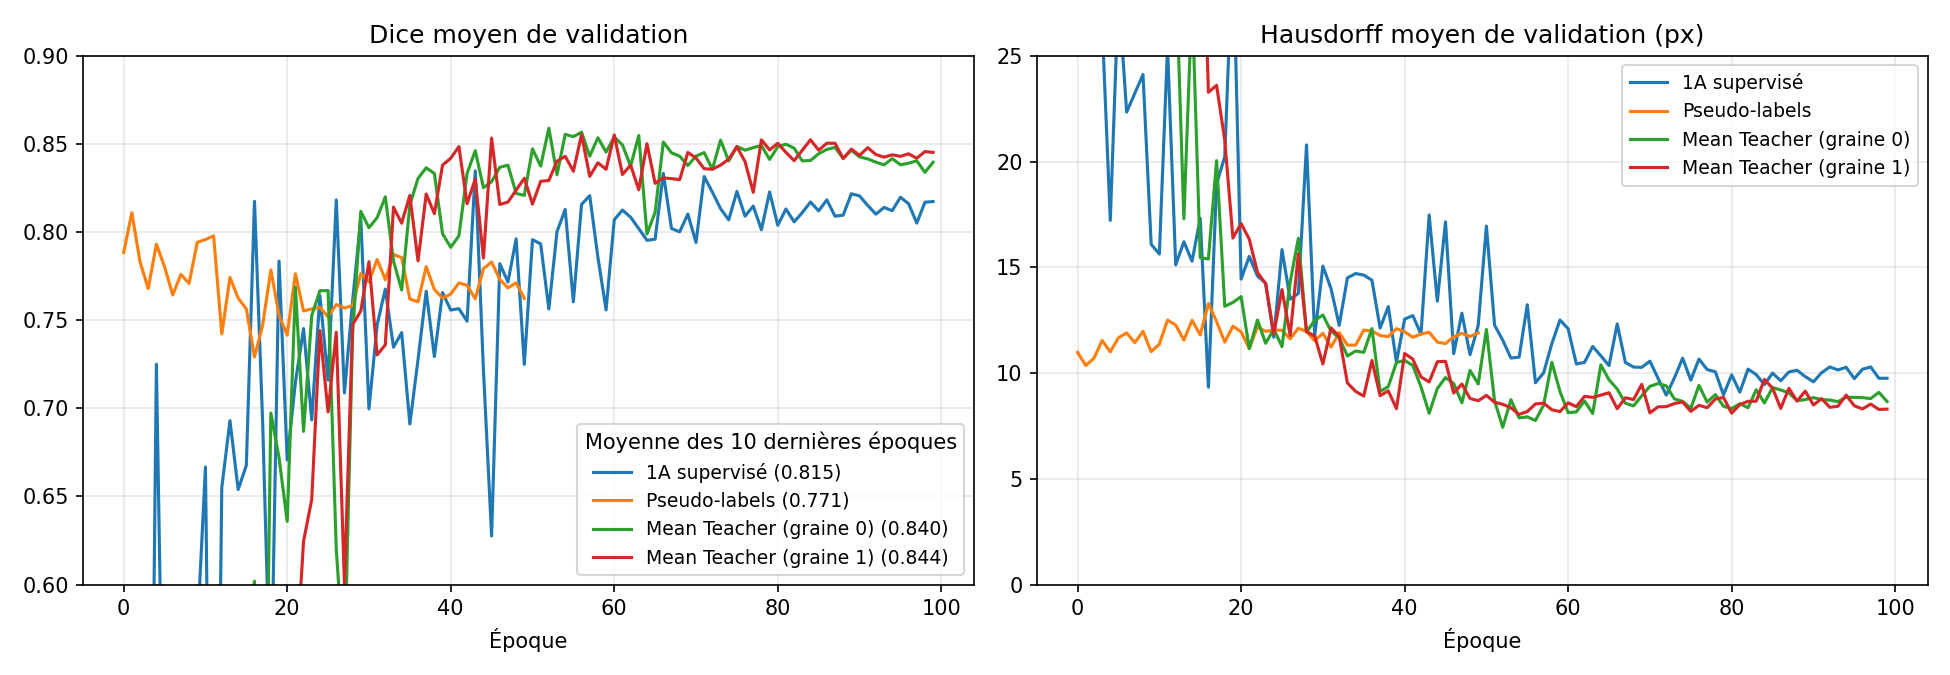 Dice moyen de validation
0.90
0.85
0.80
0.75
0.70
0.65
0.60
0 20 40 60 80 100
Époque
Moyenne des 10 dernières époques
1A supervisé (0.815)
Pseudo-labels (0.771)
Mean Teacher (graine 0) (0.840)
Mean Teacher (graine 1) (0.844)
Hausdorff moyen de validation (px)
25
20
15
10
5
0
0 20 40 60 80 100
Époque
1A supervisé
Pseudo-labels
Mean Teacher (graine 0)
Mean Teacher (graine 1)